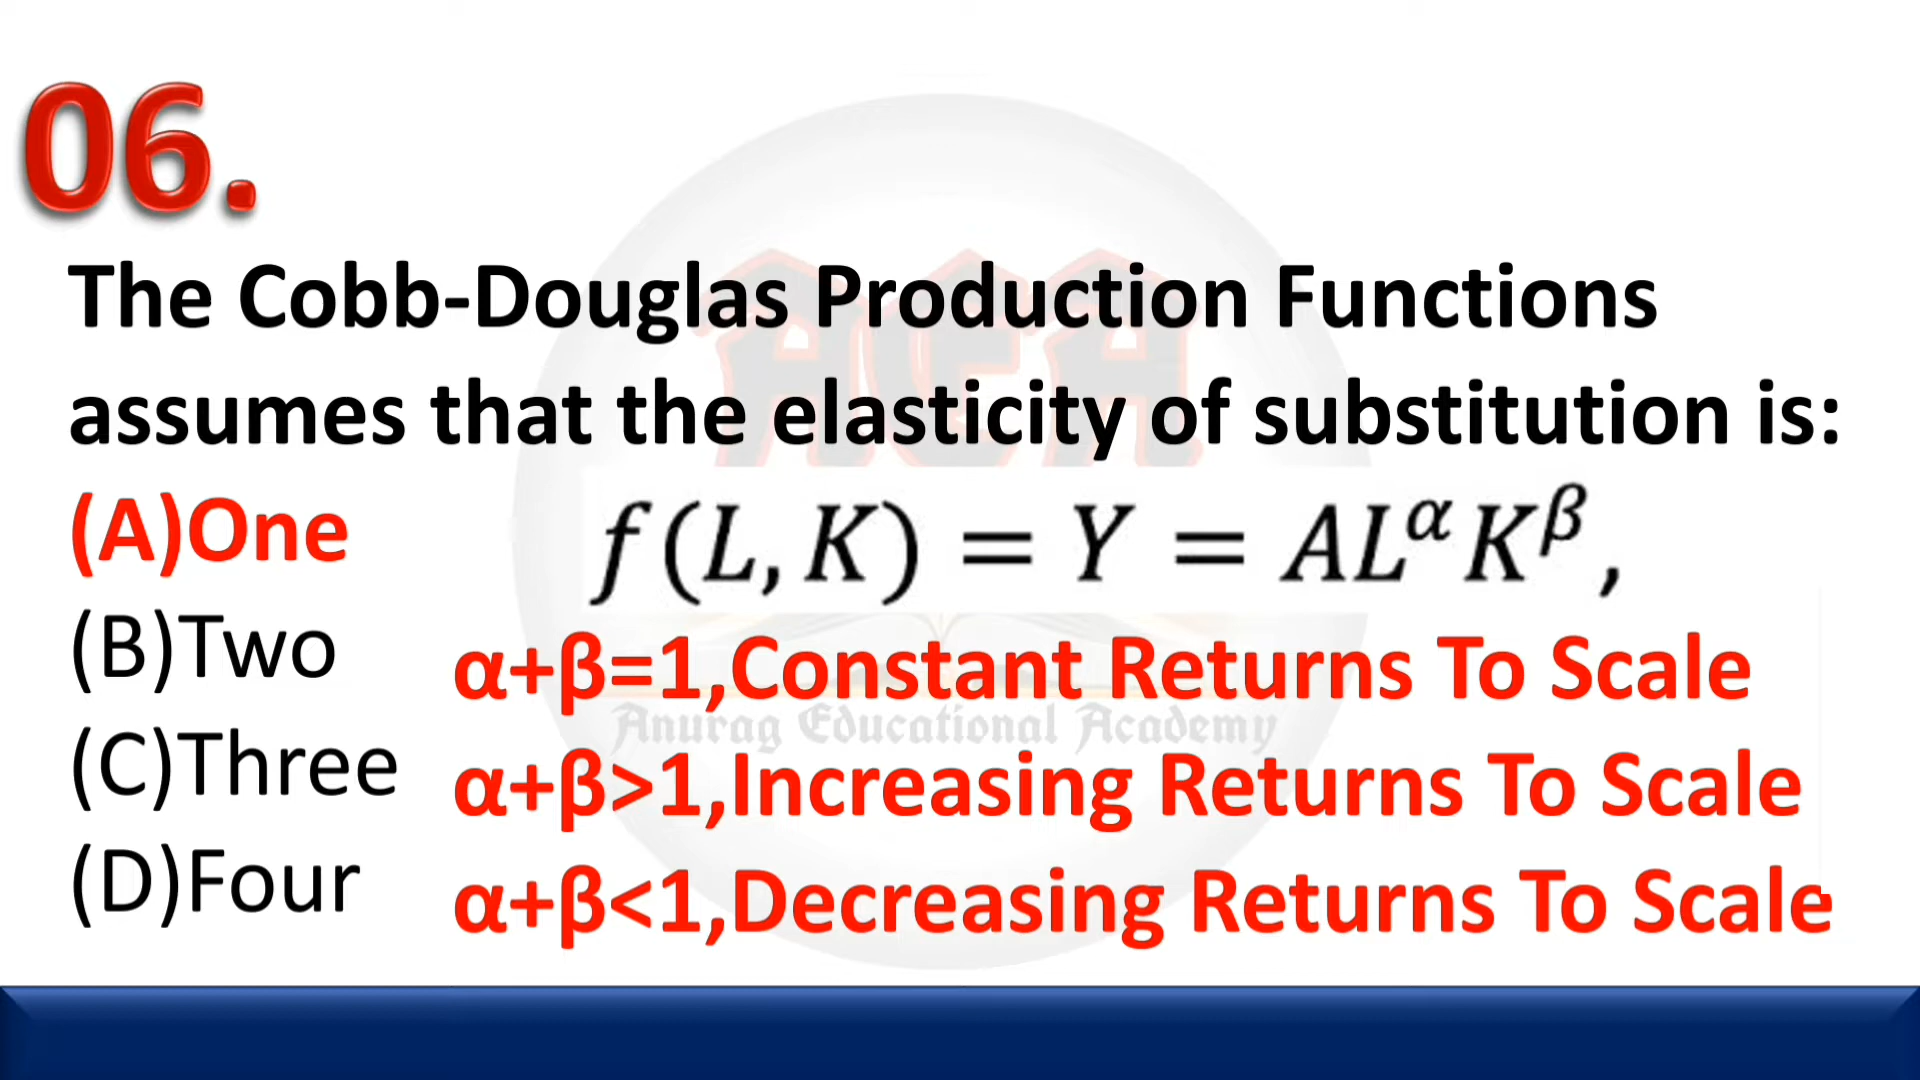 06.
The Cobb-Douglas Production Functions
assumes that the elasticity of substitution is:
(A)One
f(L, K) = Y = AL^α K^β,
(B)Two
α+β=1,Constant Returns To Scale
AEA
Anurag Educational Academy
(C)Three
α+β>1,Increasing Returns To Scale
(D)Four
α+β<1,Decreasing Returns To Scale